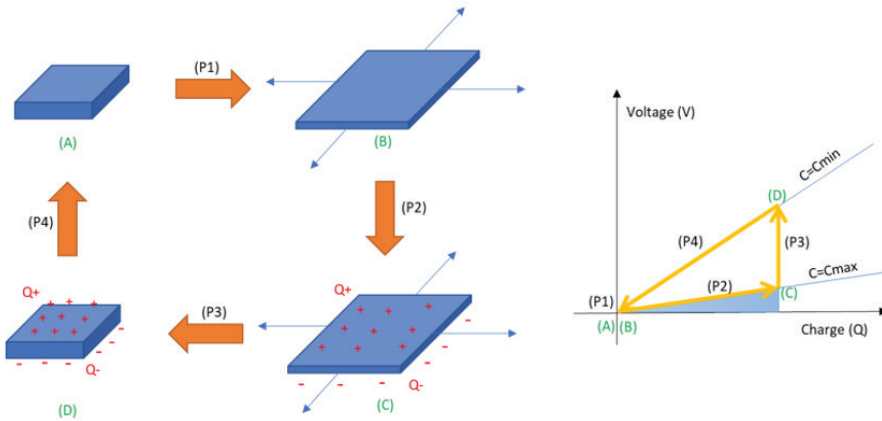 (P1)
(A)
(B)
(P4)
(P2)
Q+
+ + + +
+ + + +
+ + + +
- - - - - - - -
Q-
(D)
(P3)
Q+
+ + +
+ + +
+ + + +
- - - - - - - -
Q-
(C)
Voltage (V)
C=Cmin
(D)
(P4)
(P3)
C=Cmax
(P2)
(C)
(P1)
(A) (B)
Charge (Q)